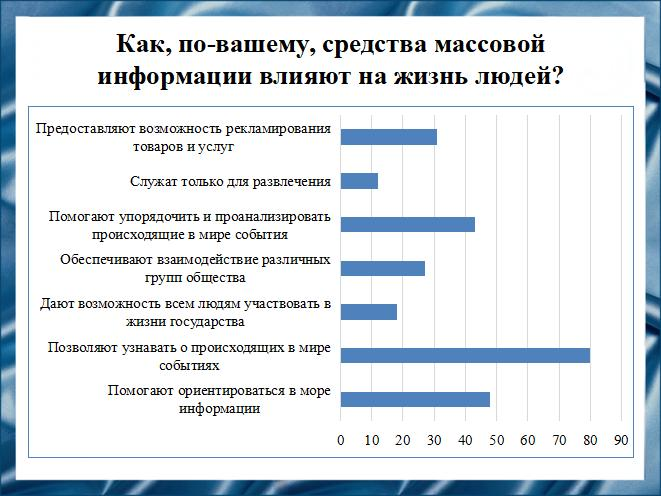 Как, по-вашему, средства массовой
информации влияют на жизнь людей?
Предоставляют возможность рекламирования
товаров и услуг
Служат только для развлечения
Помогают упорядочить и проанализировать
происходящие в мире события
Обеспечивают взаимодействие различных
групп общества
Дают возможность всем людям участвовать в
жизни государства
Позволяют узнавать о происходящих в мире
событиях
Помогают ориентироваться в море
информации
0 10 20 30 40 50 60 70 80 90